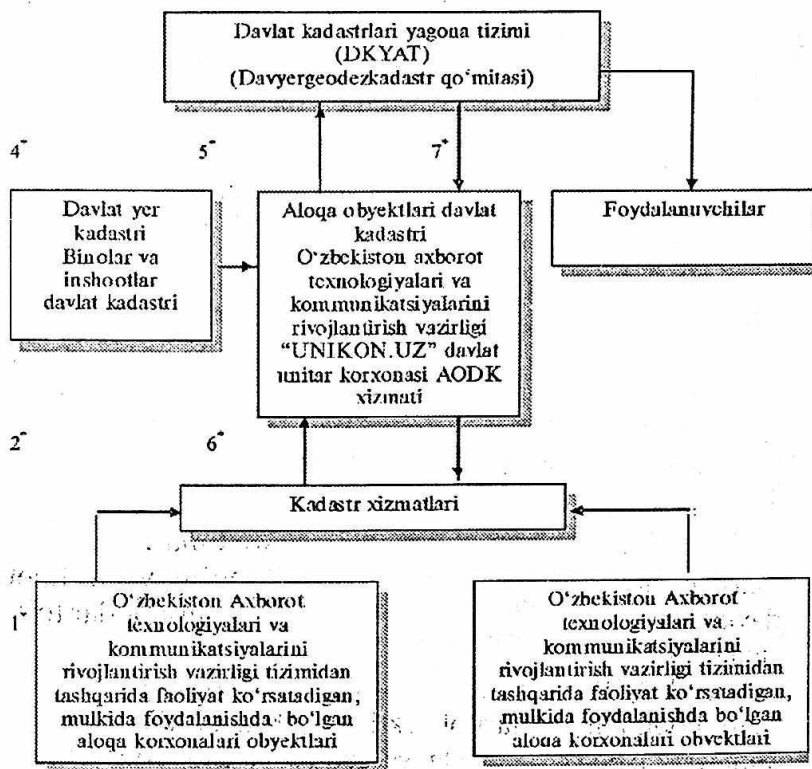 Davlat kadastrlari yagona tizimi
(DKYAT)
(Davyergeodezkadastr qo‘mitasi)
4*
5*
7*
Davlat yer
kadastri
Binolar va
inshootlar
davlat kadastri
Aloqa obyektlari davlat
kadastri
O‘zbekiston axborot
texnologiyalari va
kommunikatsiyalarini
rivojlantirish vazirligi
“UNIKON.UZ” davlat
unitar korxonasi AODK
xizmati
Foydalanuvchilar
2*
6*
Kadastr xizmatlari
1*
O‘zbekiston Axborot
texnologiyalari va
kommunikatsiyalarini
rivojlantirish vazirligi tizimidan
tashqarida faoliyat ko‘rsatadigan,
mulkida foydalanishda bo‘lgan
aloqa korxonalari obyektlari
O‘zbekiston Axborot
texnologiyalari va
kommunikatsiyalarini
rivojlantirish vazirligi tizimidan
tashqarida faoliyat ko‘rsatadigan,
mulkida foydalanishda bo‘lgan
aloqa korxonalari obyektlari